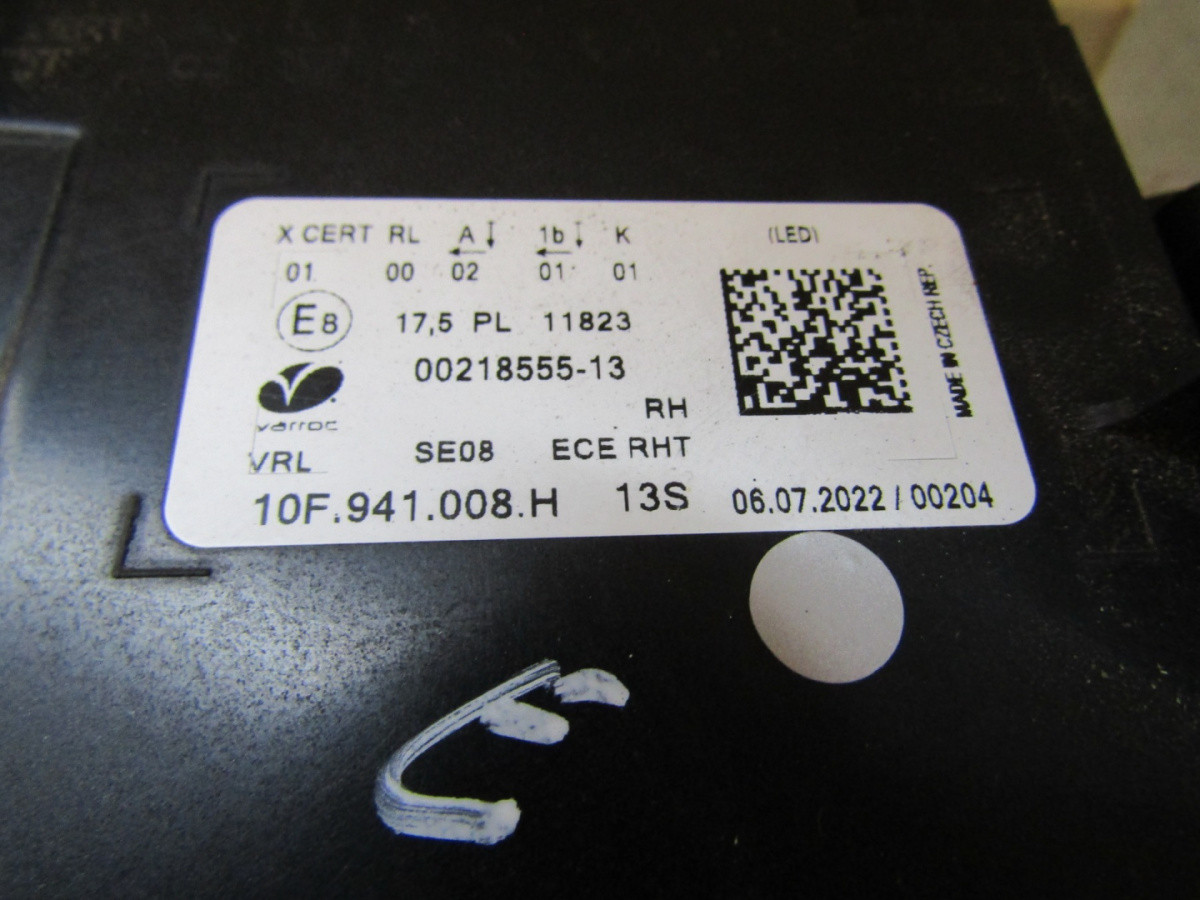 X CERT RL A 1b K (LED)
01 00 02 01 01
E8 17,5 PL 11823
00218555-13
varroc
RH
VRL SE08 ECE RHT
10F.941.008.H 13S 06.07.2022 / 00204
MADE IN CZECH REP.